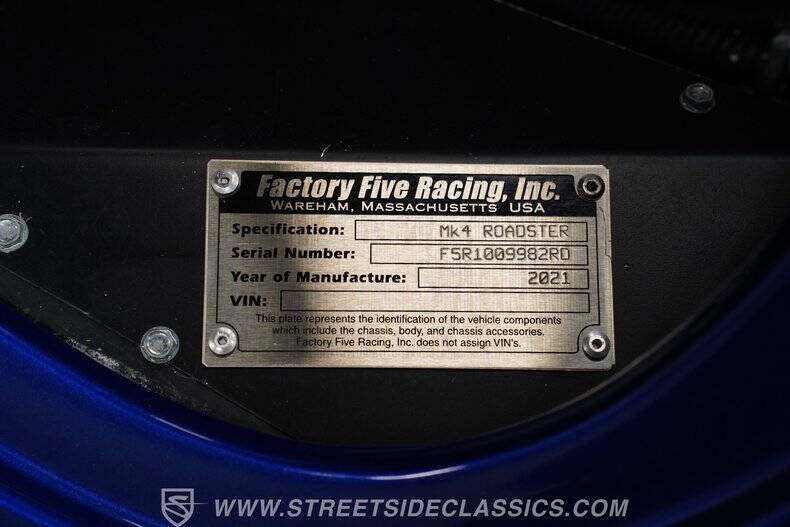 Factory Five Racing, Inc.
Wareham, Massachusetts USA
Specification: Mk4 ROADSTER
Serial Number: F5R1009982RD
Year of Manufacture: 2021
VIN:
This plate represents the identification of the vehicle components
which include the chassis, body, and chassis accessories.
Factory Five Racing, Inc. does not assign VIN's.
WWW.STREETSIDECLASSICS.COM